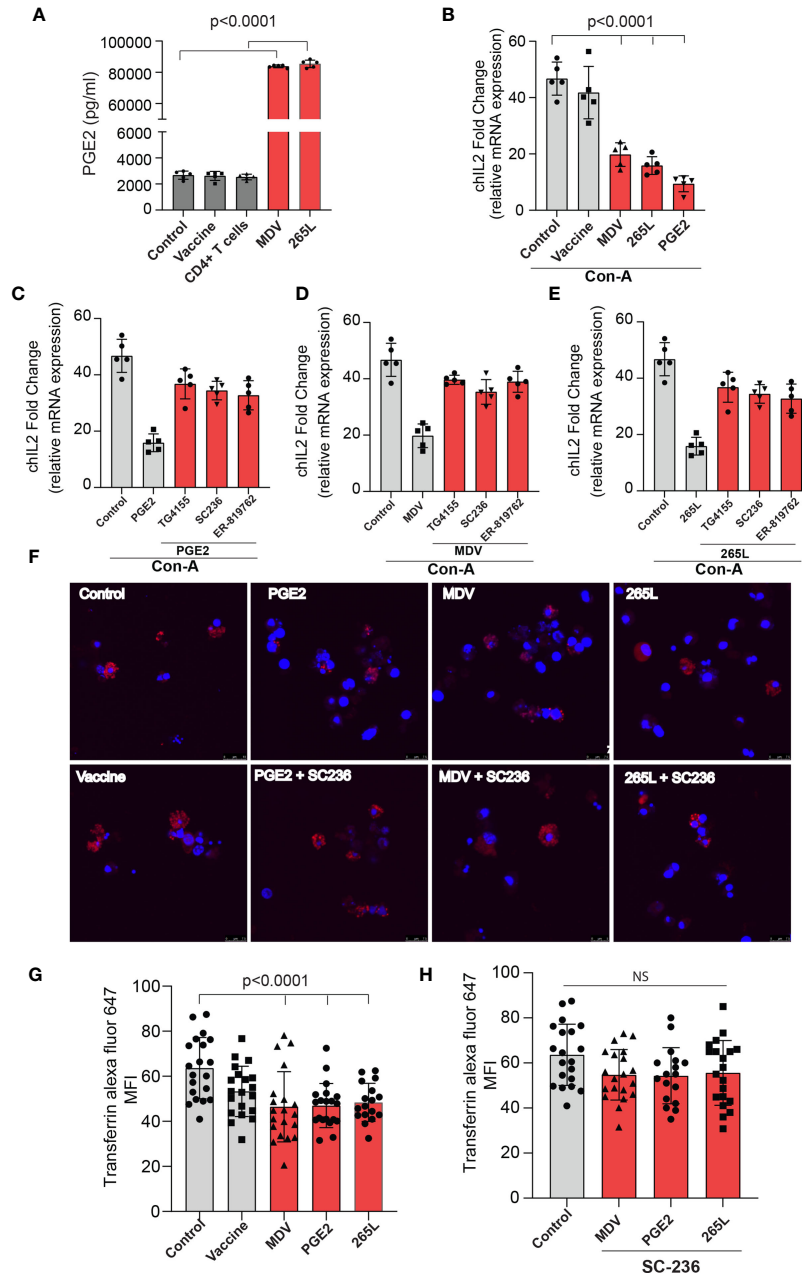 A
p<0.0001
PGE2 (pg/ml)
100000
80000
60000
6000
4000
2000
0
Control
Vaccine
CD4+ T cells
MDV
265L
B
p<0.0001
chIL2 Fold Change
(relative mRNA expression)
60
40
20
0
Control
Vaccine
MDV
265L
PGE2
Con-A
C
chIL2 Fold Change
(relative mRNA expression)
60
40
20
0
Control
PGE2
TG4155
SC236
ER-819762
PGE2
Con-A
D
chIL2 Fold Change
(relative mRNA expression)
60
40
20
0
Control
MDV
TG4155
SC236
ER-819762
MDV
Con-A
E
chIL2 Fold Change
(relative mRNA expression)
60
40
20
0
Control
265L
TG4155
SC236
ER-819762
265L
Con-A
F
Control
PGE2
MDV
265L
Vaccine
PGE2 + SC236
MDV + SC236
265L + SC236
G
p<0.0001
Transferrin alexa fluor 647
MFI
100
80
60
40
20
0
Control
Vaccine
MDV
PGE2
265L
H
NS
Transferrin alexa fluor 647
MFI
100
80
60
40
20
0
Control
MDV
PGE2
265L
SC-236